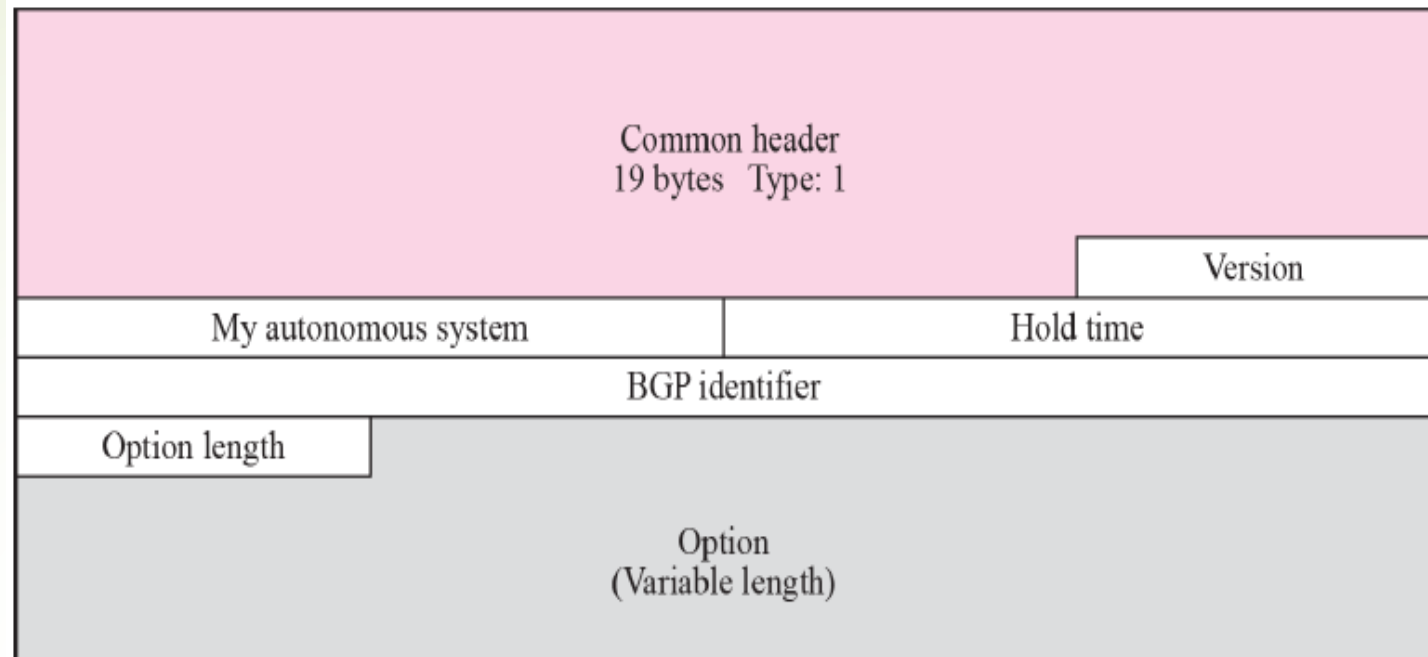 Common header
19 bytes Type: 1
Version
My autonomous system
Hold time
BGP identifier
Option length
Option
(Variable length)